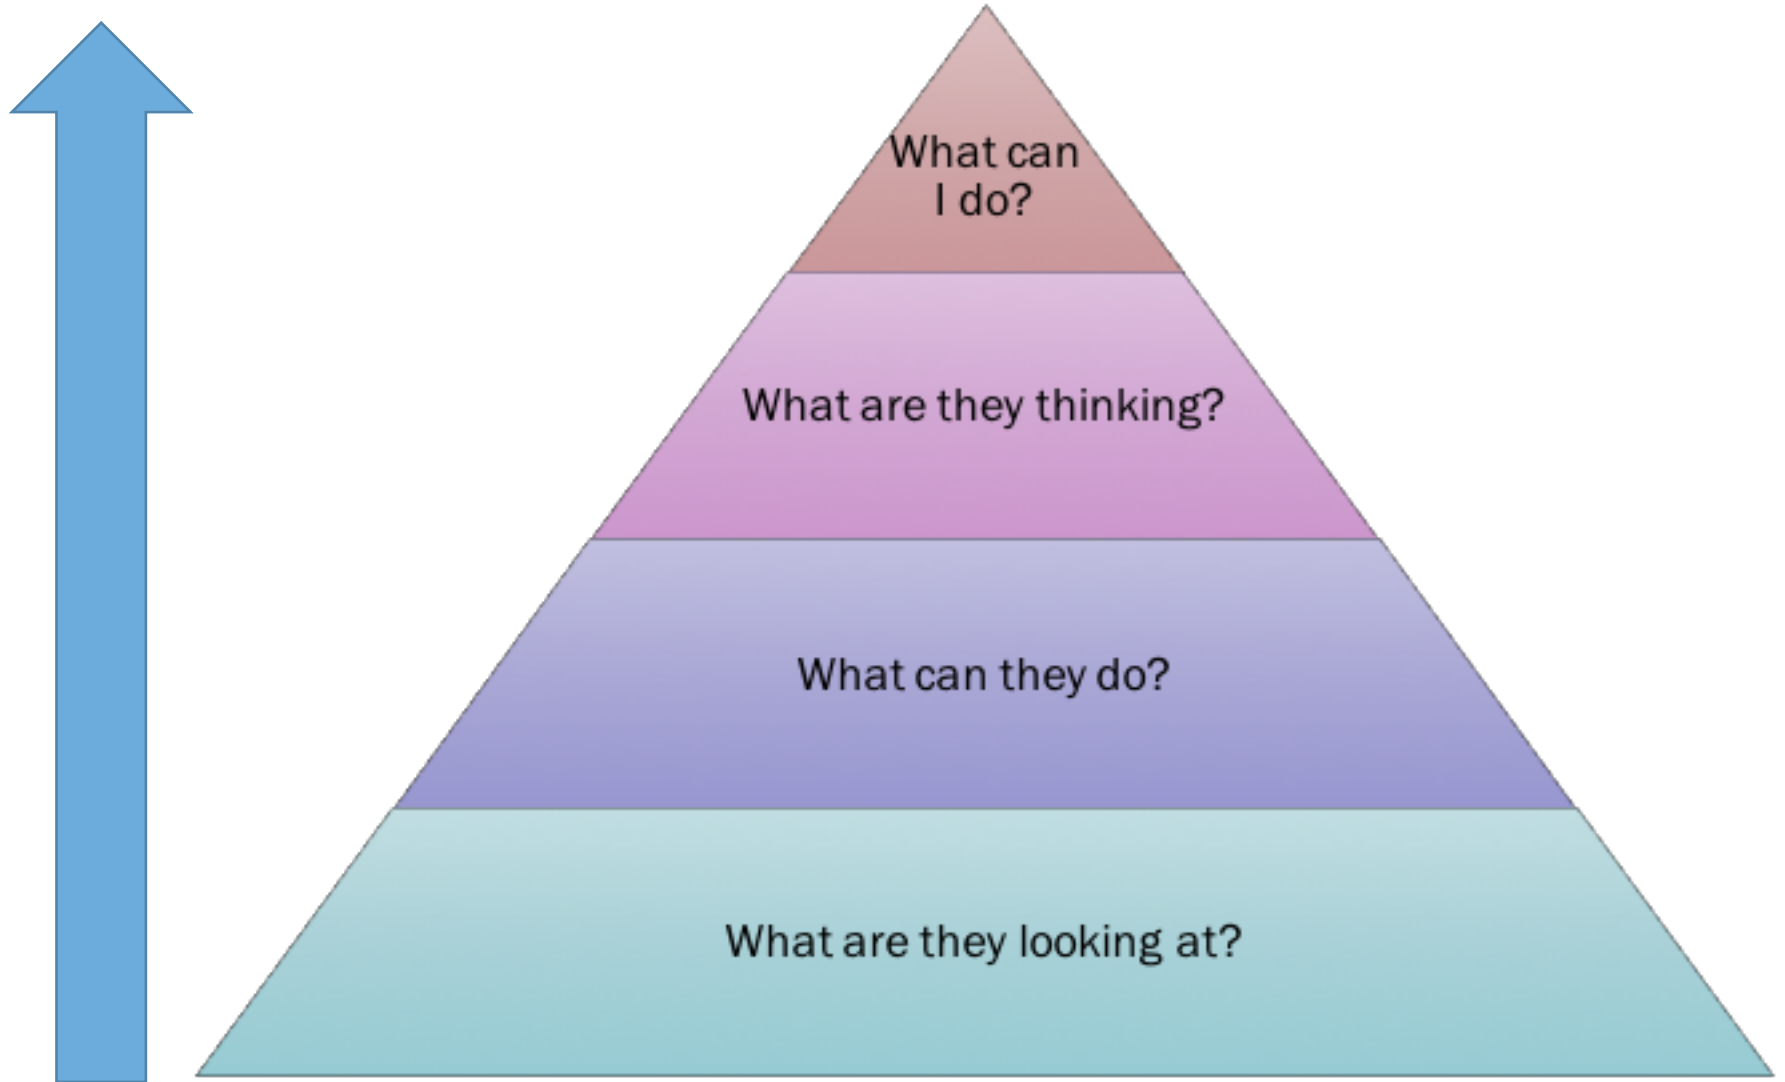 What can
I do?
What are they thinking?
What can they do?
What are they looking at?